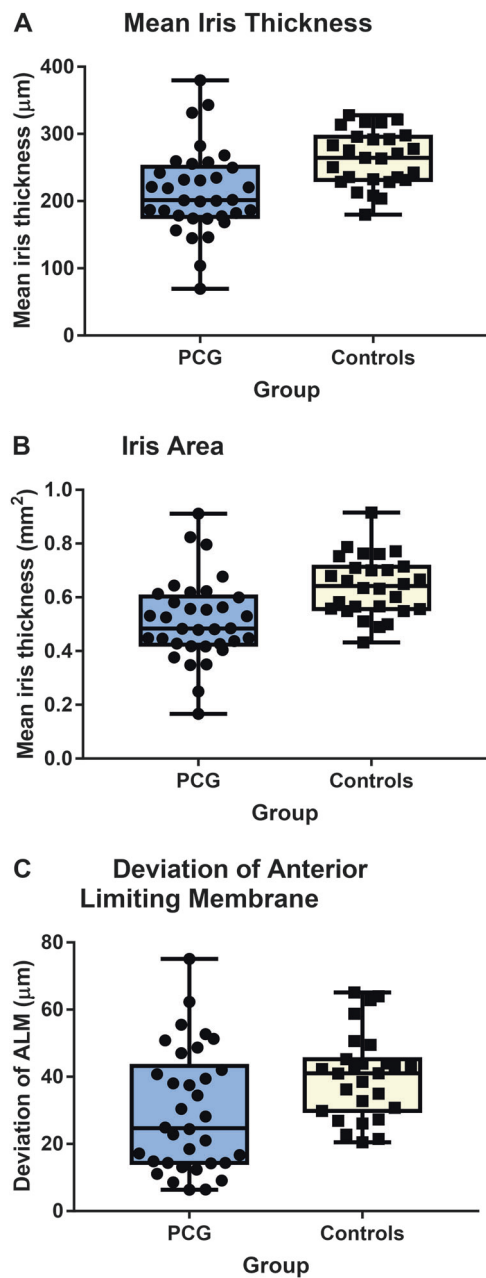 A Mean Iris Thickness
Mean iris thickness (μm)
400
300
200
100
0
PCG Controls
Group
B Iris Area
Mean iris thickness (mm²)
1.0
0.8
0.6
0.4
0.2
0.0
PCG Controls
Group
C Deviation of Anterior
Limiting Membrane
Deviation of ALM (μm)
80
60
40
20
0
PCG Controls
Group